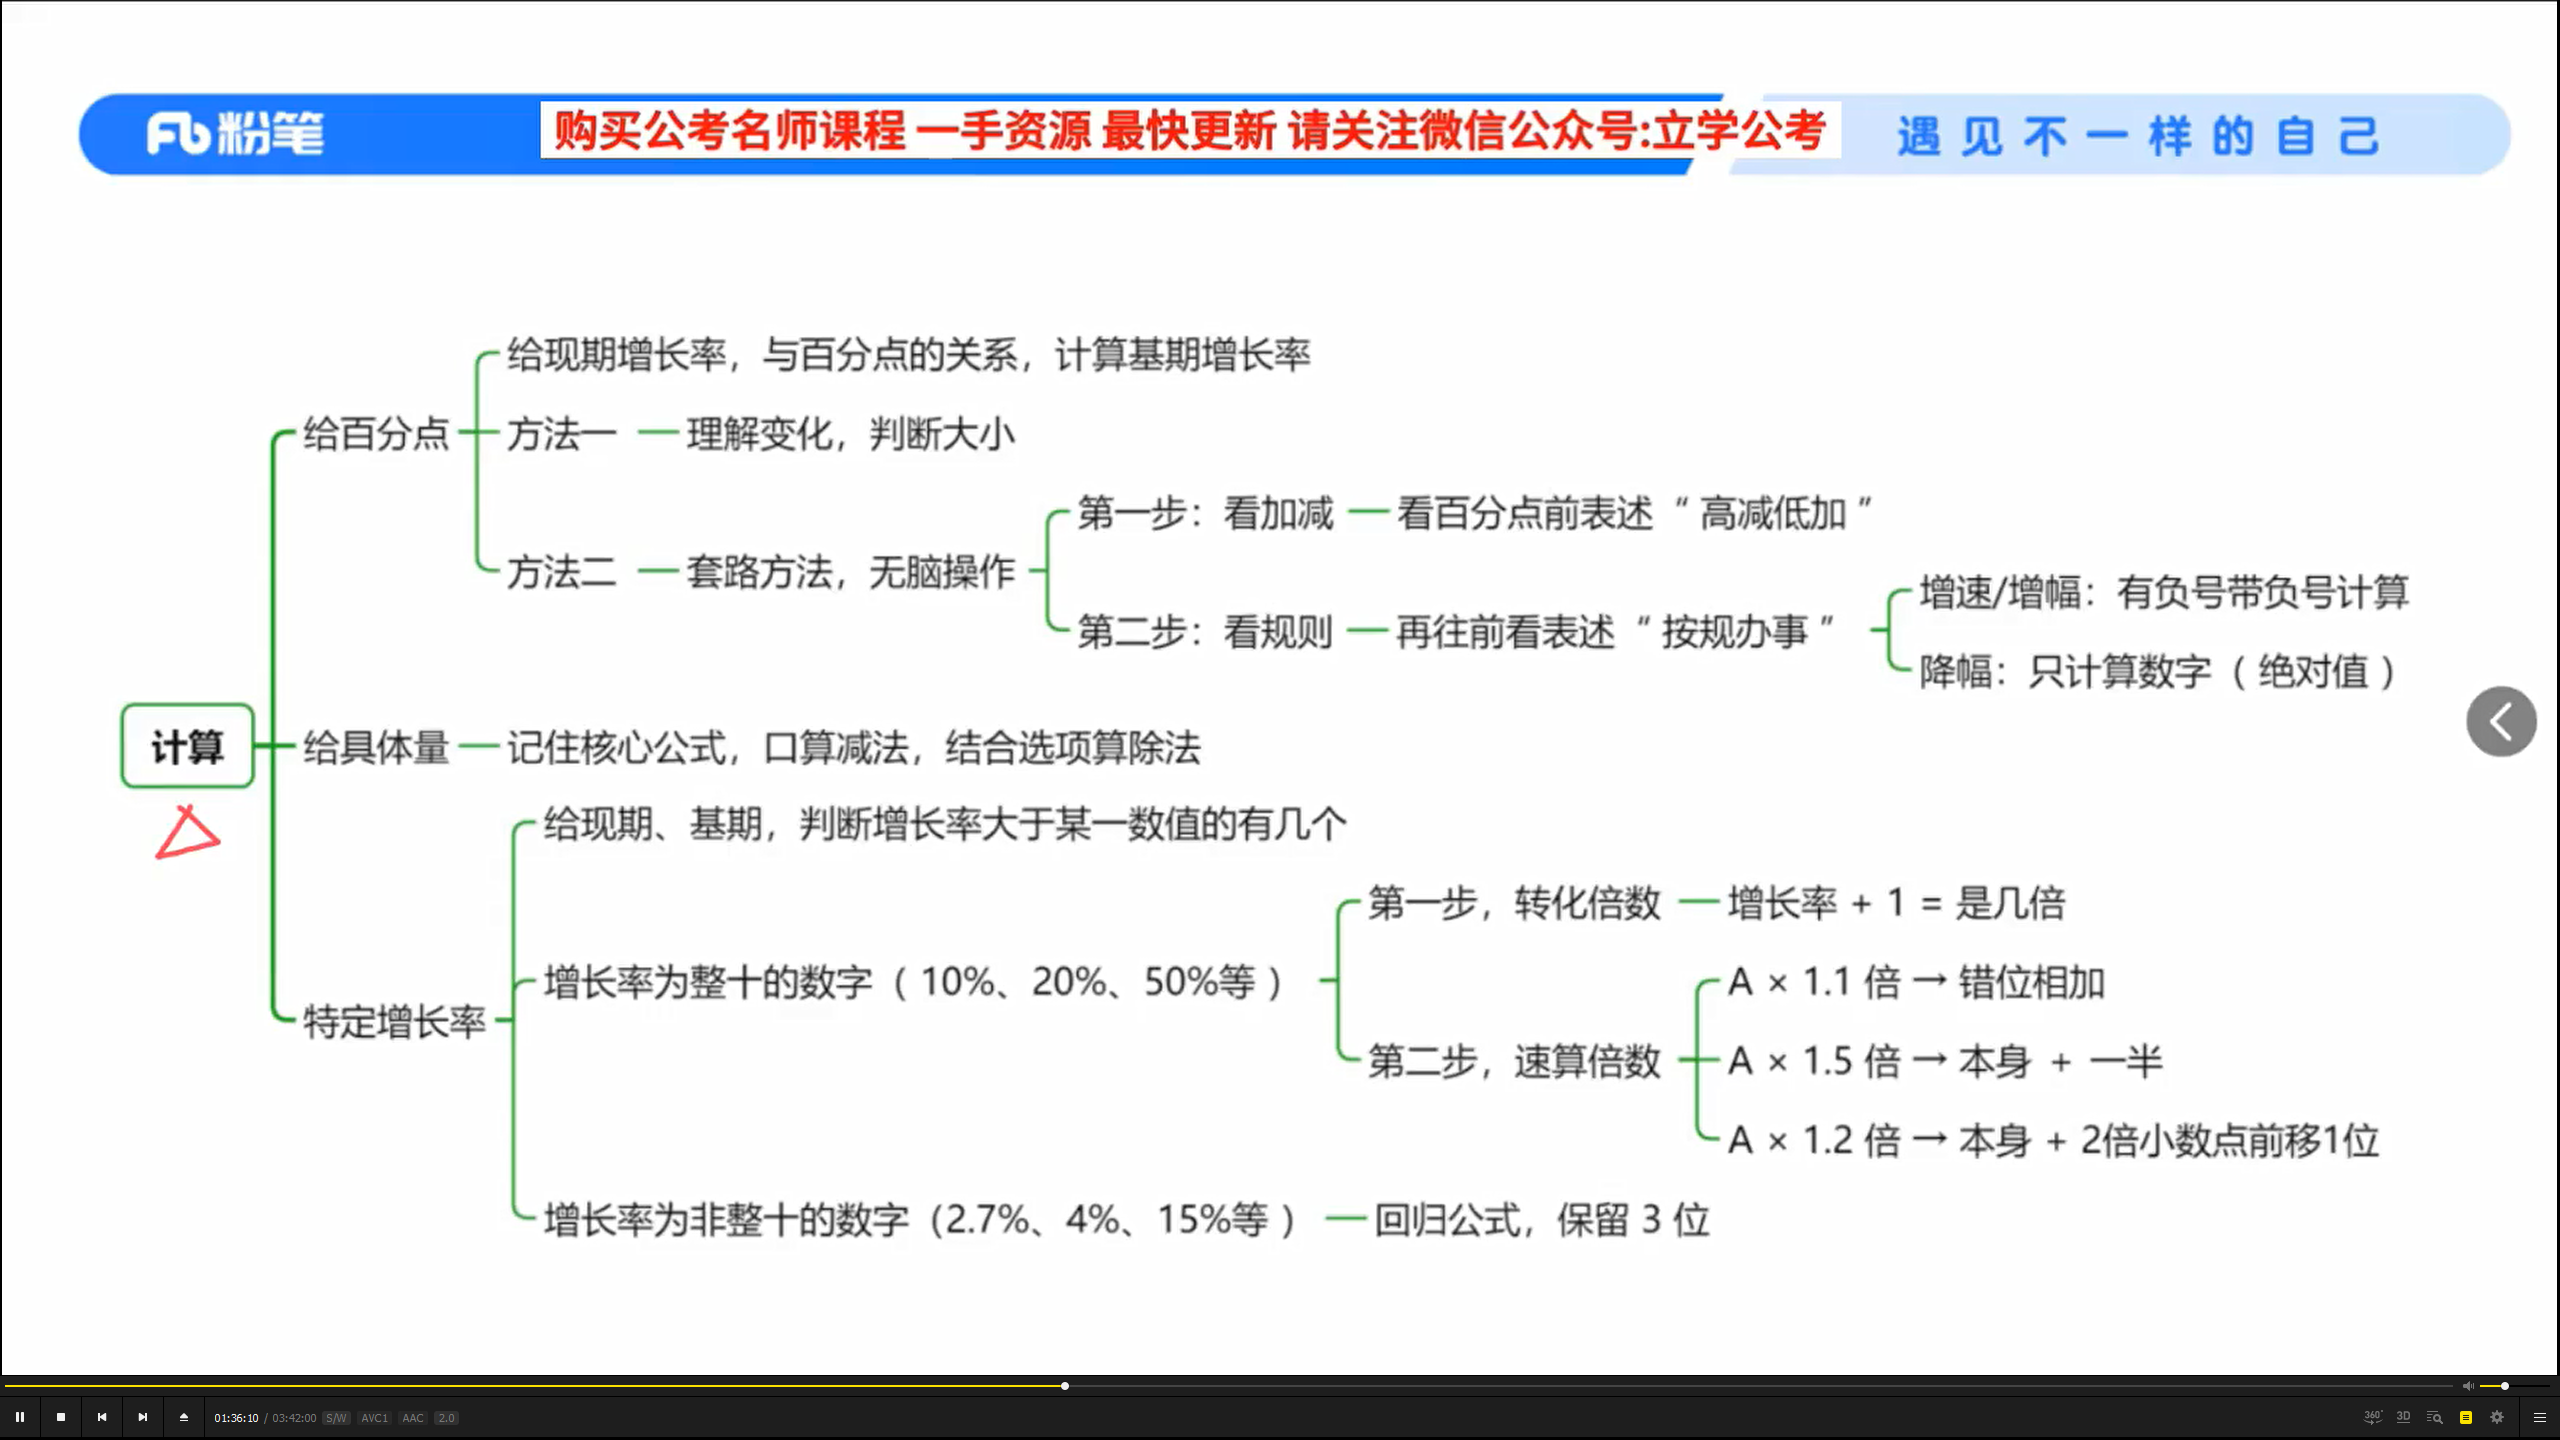 粉笔
购买公考名师课程 一手资源 最快更新 请关注微信公众号:立学公考
遇见不一样的自己
给现期增长率，与百分点的关系，计算基期增长率
给百分点
方法一
理解变化，判断大小
第一步：看加减
看百分点前表述“高减低加”
方法二
套路方法，无脑操作
增速/增幅：有负号带负号计算
第二步：看规则
再往前看表述“按规办事”
降幅：只计算数字（绝对值）
计算
给具体量
记住核心公式，口算减法，结合选项算除法
给现期、基期，判断增长率大于某一数值的有几个
第一步，转化倍数
增长率 + 1 = 是几倍
增长率为整十的数字（10%、20%、50%等）
A × 1.1 倍 → 错位相加
特定增长率
第二步，速算倍数
A × 1.5 倍 → 本身 + 一半
A × 1.2 倍 → 本身 + 2倍小数点前移1位
增长率为非整十的数字（2.7%、4%、15%等）
回归公式，保留 3 位
01:36:10 / 03:42:00 S/W AVC1 AAC 2.0
360° 3D